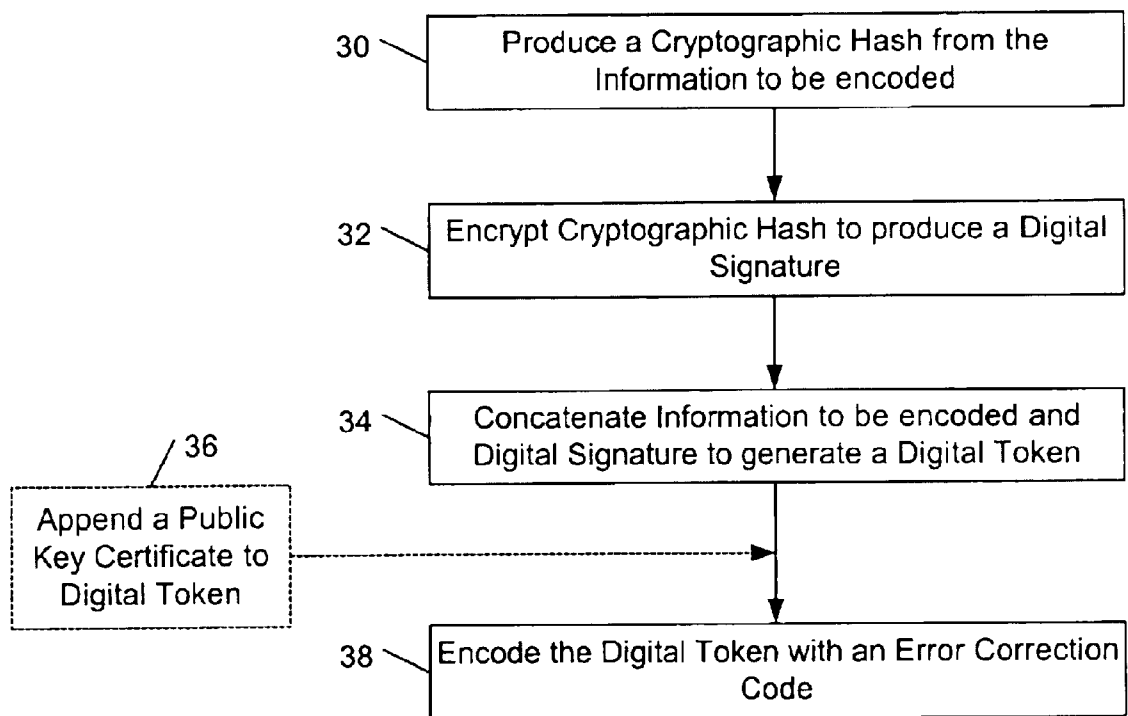 30
Produce a Cryptographic Hash from the
Information to be encoded
32
Encrypt Cryptographic Hash to produce a Digital
Signature
34
Concatenate Information to be encoded and
Digital Signature to generate a Digital Token
36
Append a Public
Key Certificate to
Digital Token
38
Encode the Digital Token with an Error Correction
Code